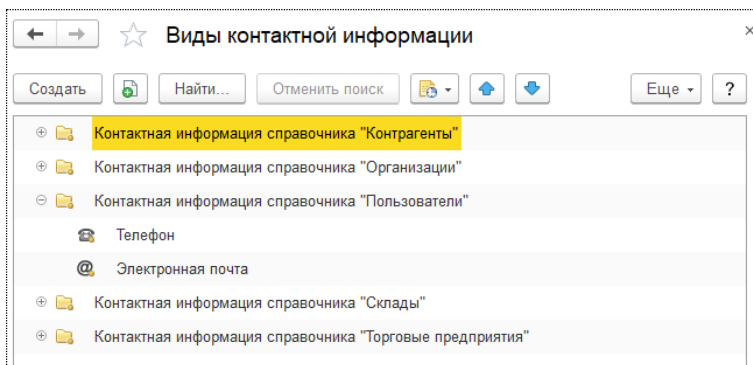 Виды контактной информации
Создать Найти... Отменить поиск Еще ?
Контактная информация справочника "Контрагенты"
Контактная информация справочника "Организации"
Контактная информация справочника "Пользователи"
Телефон
Электронная почта
Контактная информация справочника "Склады"
Контактная информация справочника "Торговые предприятия"